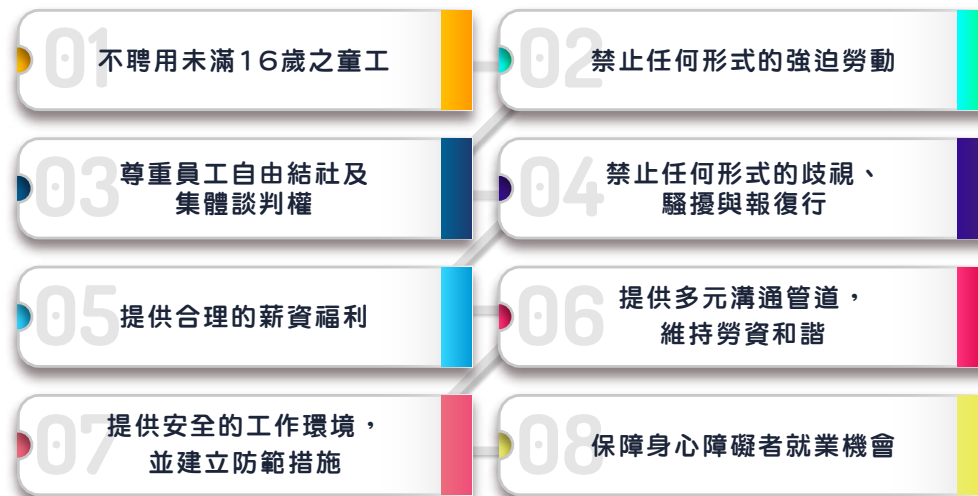 01
不聘用未滿16歲之童工
02
禁止任何形式的強迫勞動
03
尊重員工自由結社及
集體談判權
04
禁止任何形式的歧視、
騷擾與報復行
05
提供合理的薪資福利
06
提供多元溝通管道，
維持勞資和諧
07
提供安全的工作環境，
並建立防範措施
08
保障身心障礙者就業機會